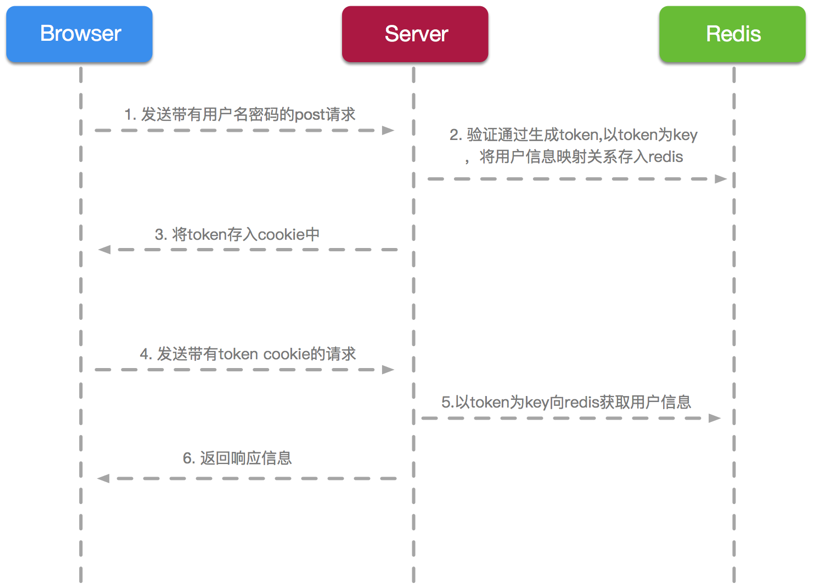 Browser
Server
Redis
1. 发送带有用户名密码的post请求
2. 验证通过生成token,以token为key
，将用户信息映射关系存入redis
3. 将token存入cookie中
4. 发送带有token cookie的请求
5.以token为key向redis获取用户信息
6. 返回响应信息